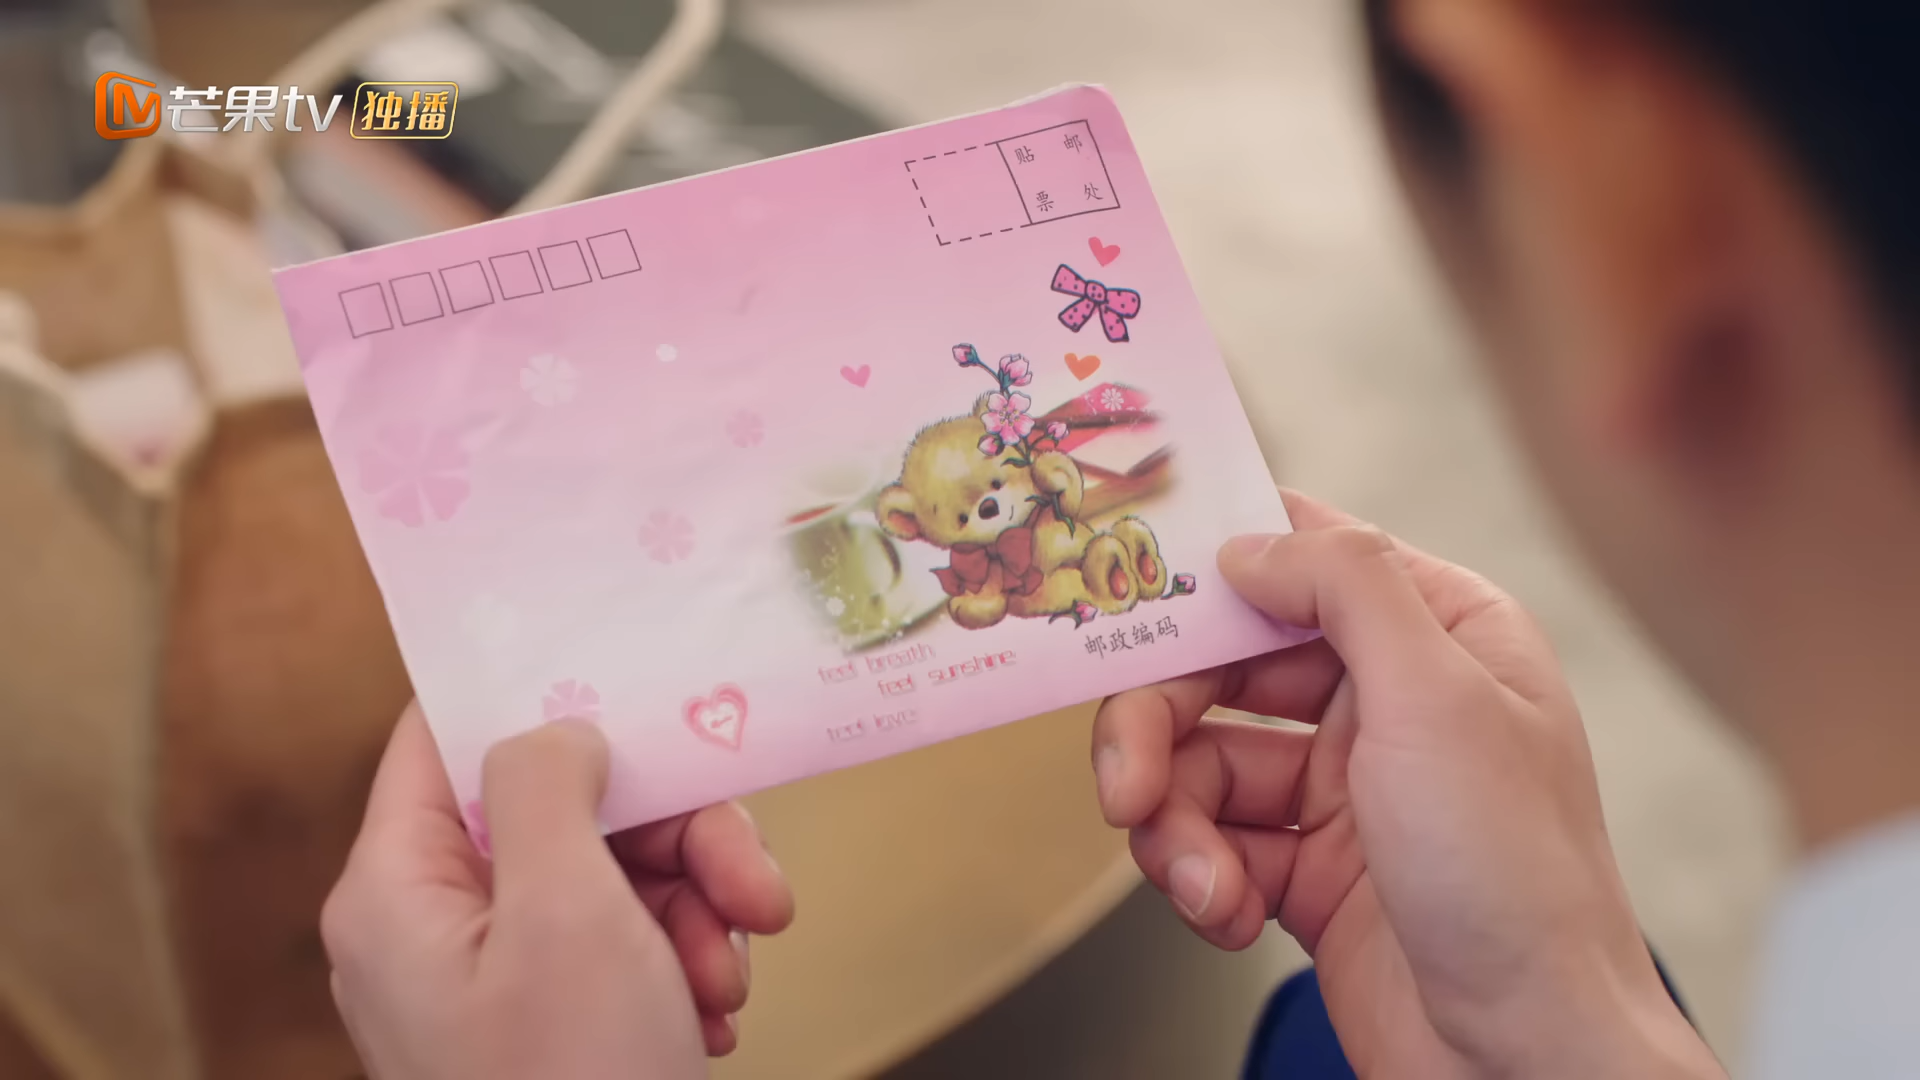 芒果tv 独播
贴 邮
票 处
邮政编码
feel breath
feel sunshine
feel love